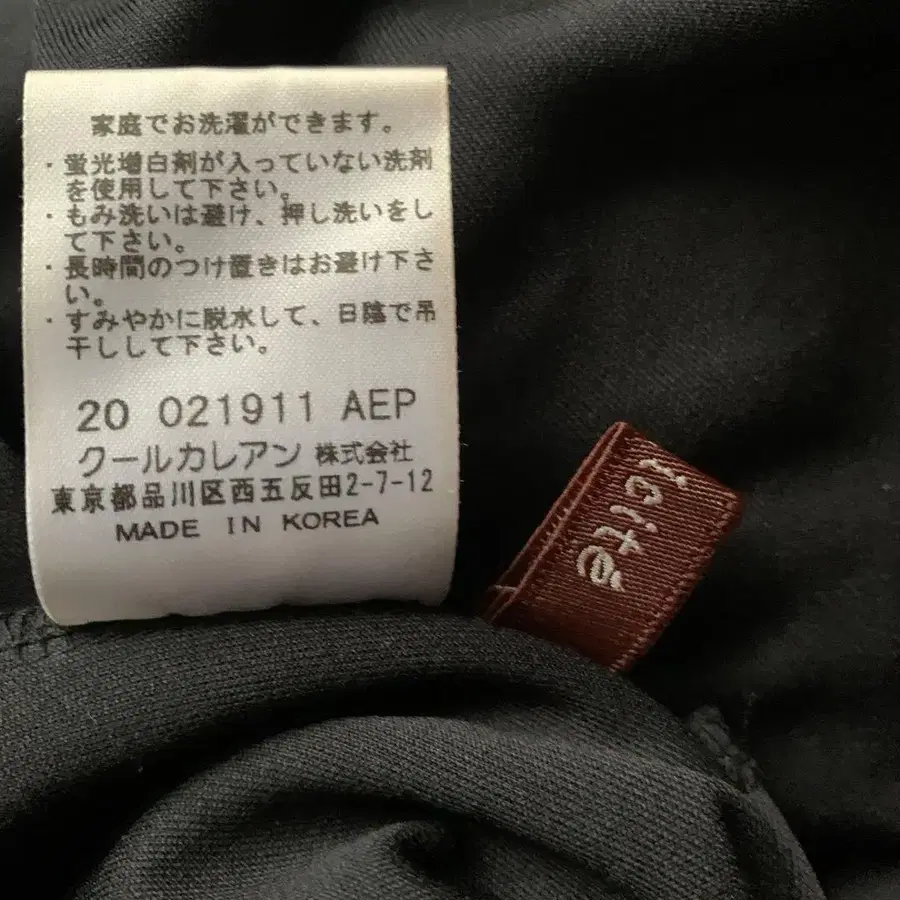 家庭でお洗濯ができます。
・蛍光増白剤が入っていない洗剤
を使用して下さい。
・もみ洗いは避け、押し洗いをし
て下さい。
・長時間のつけ置きはお避け下さ
い。
・すみやかに脱水して、日陰で吊
干しして下さい。
20 021911 AEP
クールカレアン 株式会社
東京都品川区西五反田2-7-12
MADE IN KOREA